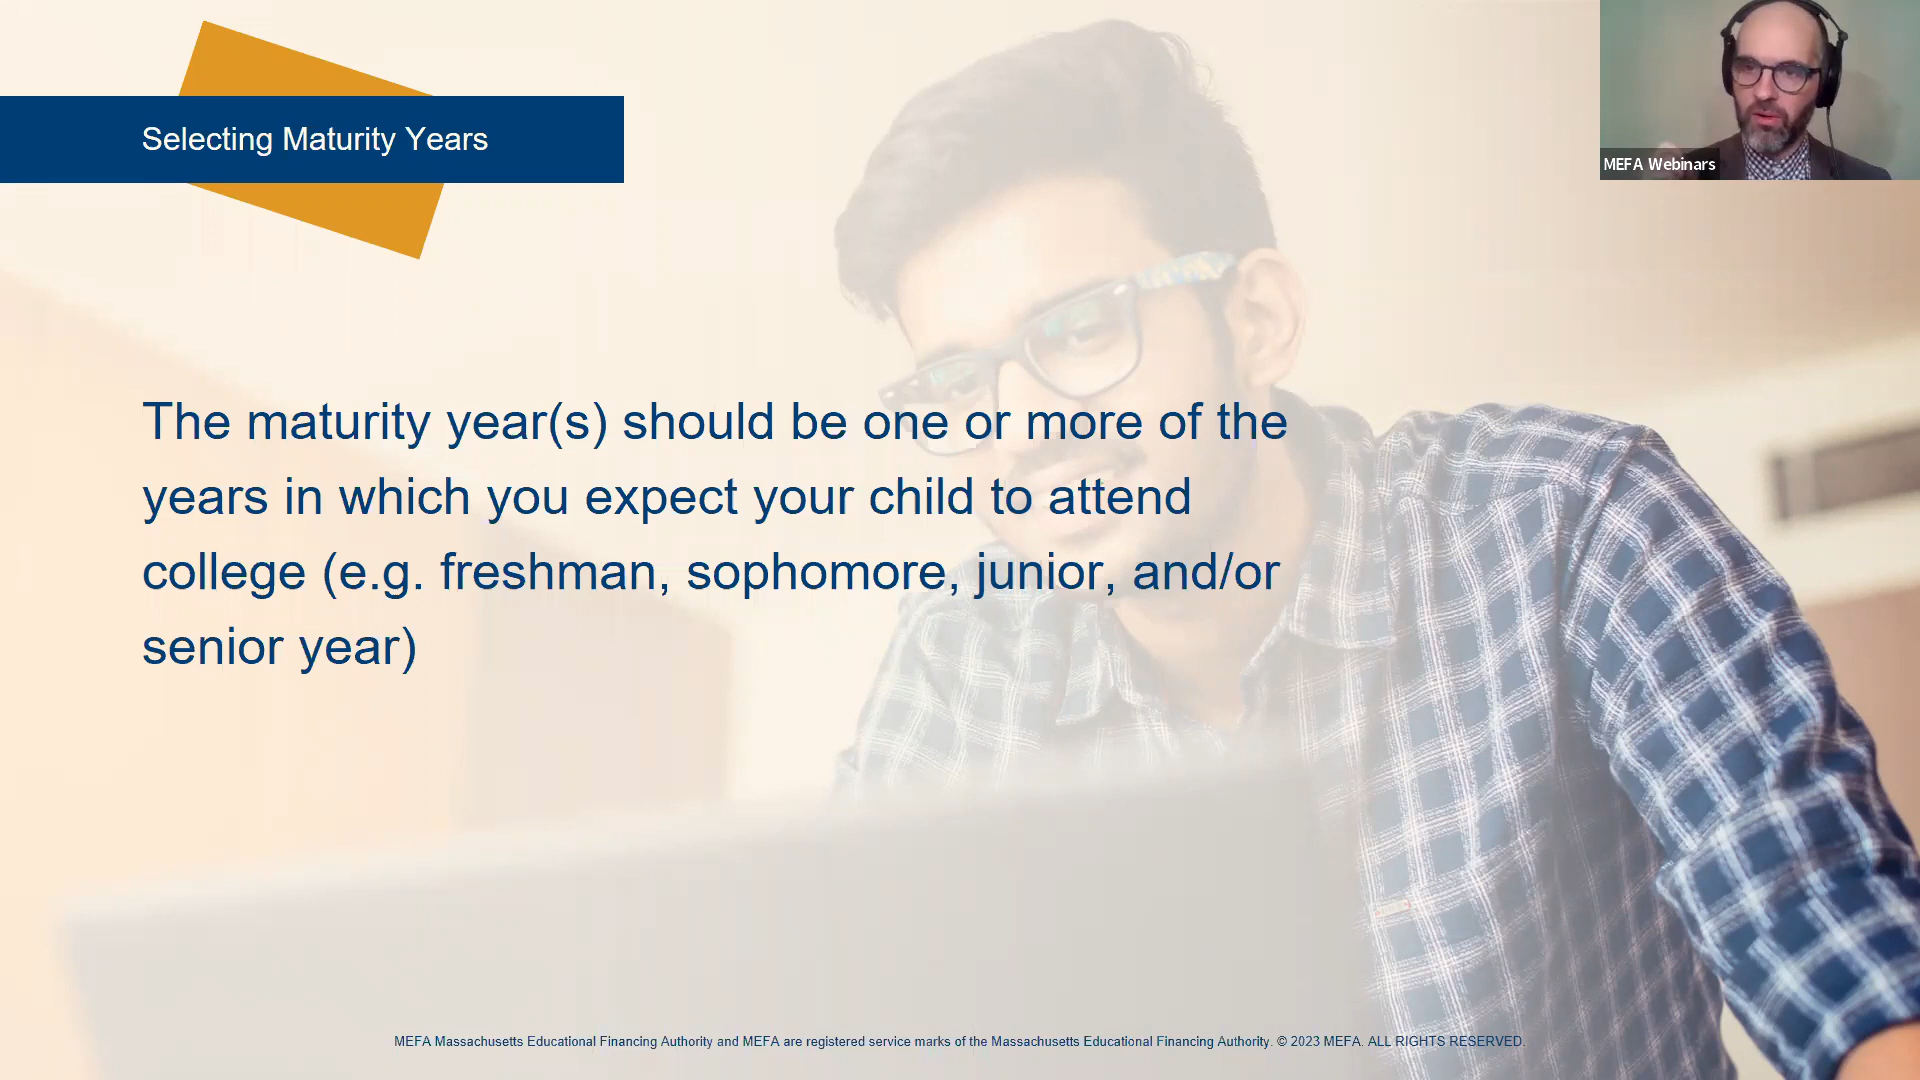 Selecting Maturity Years
MEFA Webinars
The maturity year(s) should be one or more of the
years in which you expect your child to attend
college (e.g. freshman, sophomore, junior, and/or
senior year)
MEFA Massachusetts Educational Financing Authority and MEFA are registered service marks of the Massachusetts Educational Financing Authority. © 2023 MEFA. ALL RIGHTS RESERVED.